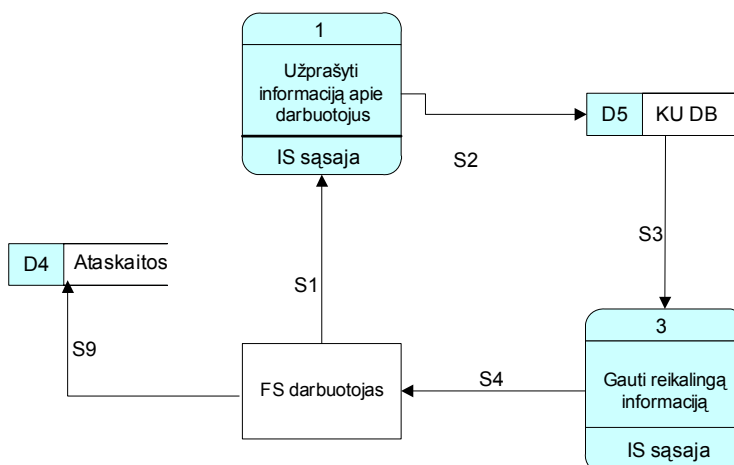 1
Užprašyti
informaciją apie
darbuotojus
IS sąsaja
D5 KU DB
S2
S3
D4 Ataskaitos
S1
S9
3
Gauti reikalingą
informaciją
IS sąsaja
S4
FS darbuotojas